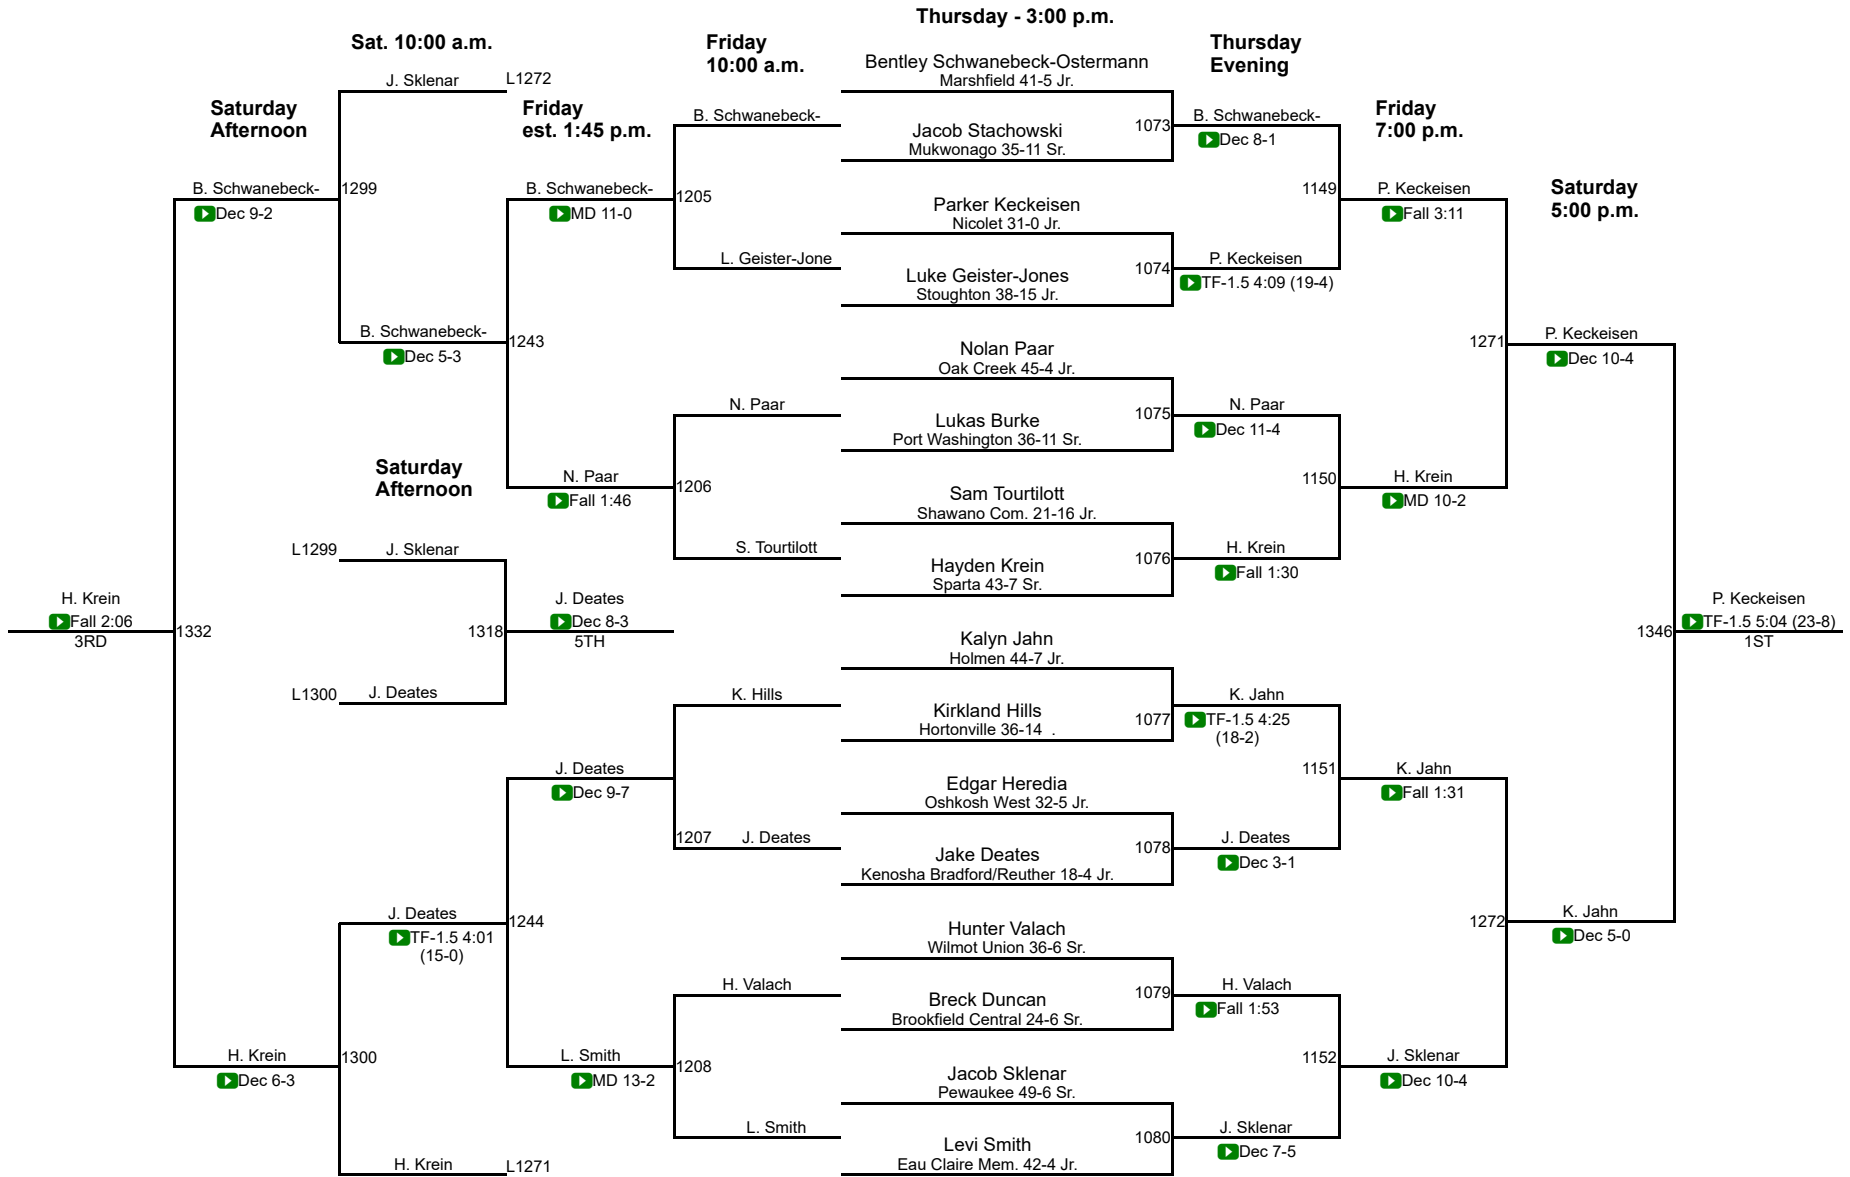 Thursday - 3:00 p.m.
Sat. 10:00 a.m.
Friday
10:00 a.m.
Thursday
Evening
Bentley Schwanebeck-Ostermann
Marshfield 41-5 Jr.
J. Sklenar
L1272
Saturday
Afternoon
Friday
est. 1:45 p.m.
Friday
7:00 p.m.
B. Schwanebeck-
Jacob Stachowski
Mukwonago 35-11 Sr.
1073
B. Schwanebeck-
Dec 8-1
B. Schwanebeck-
Dec 9-2
1299
B. Schwanebeck-
MD 11-0
1205
Parker Keckeisen
Nicolet 31-0 Jr.
1149
P. Keckeisen
Fall 3:11
Saturday
5:00 p.m.
L. Geister-Jone
Luke Geister-Jones
Stoughton 38-15 Jr.
1074
P. Keckeisen
TF-1.5 4:09 (19-4)
B. Schwanebeck-
Dec 5-3
1243
Nolan Paar
Oak Creek 45-4 Jr.
1271
P. Keckeisen
Dec 10-4
N. Paar
Lukas Burke
Port Washington 36-11 Sr.
1075
N. Paar
Dec 11-4
Saturday
Afternoon
N. Paar
Fall 1:46
1206
Sam Tourtilott
Shawano Com. 21-16 Jr.
1150
H. Krein
MD 10-2
L1299
J. Sklenar
S. Tourtilott
Hayden Krein
Sparta 43-7 Sr.
1076
H. Krein
Fall 1:30
H. Krein
Fall 2:06
3RD
1332
1318
J. Deates
Dec 8-3
5TH
Kalyn Jahn
Holmen 44-7 Jr.
1346
P. Keckeisen
TF-1.5 5:04 (23-8)
1ST
L1300
J. Deates
K. Hills
Kirkland Hills
Hortonville 36-14 .
1077
K. Jahn
TF-1.5 4:25
(18-2)
J. Deates
Dec 9-7
Edgar Heredia
Oshkosh West 32-5 Jr.
1151
K. Jahn
Fall 1:31
1207
J. Deates
Jake Deates
Kenosha Bradford/Reuther 18-4 Jr.
1078
J. Deates
Dec 3-1
J. Deates
TF-1.5 4:01
(15-0)
1244
Hunter Valach
Wilmot Union 36-6 Sr.
1272
K. Jahn
Dec 5-0
H. Valach
Breck Duncan
Brookfield Central 24-6 Sr.
1079
H. Valach
Fall 1:53
H. Krein
Dec 6-3
1300
L. Smith
MD 13-2
1208
Jacob Sklenar
Pewaukee 49-6 Sr.
1152
J. Sklenar
Dec 10-4
L. Smith
Levi Smith
Eau Claire Mem. 42-4 Jr.
1080
J. Sklenar
Dec 7-5
H. Krein
L1271